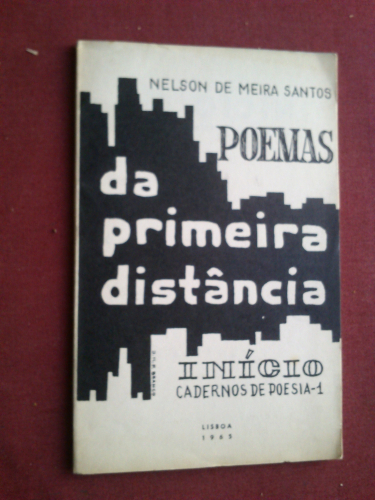 NELSON DE MEIRA SANTOS
POEMAS
da
primeira
distância
INÍCIO
CADERNOS DE POESIA-1
LISBOA
1965